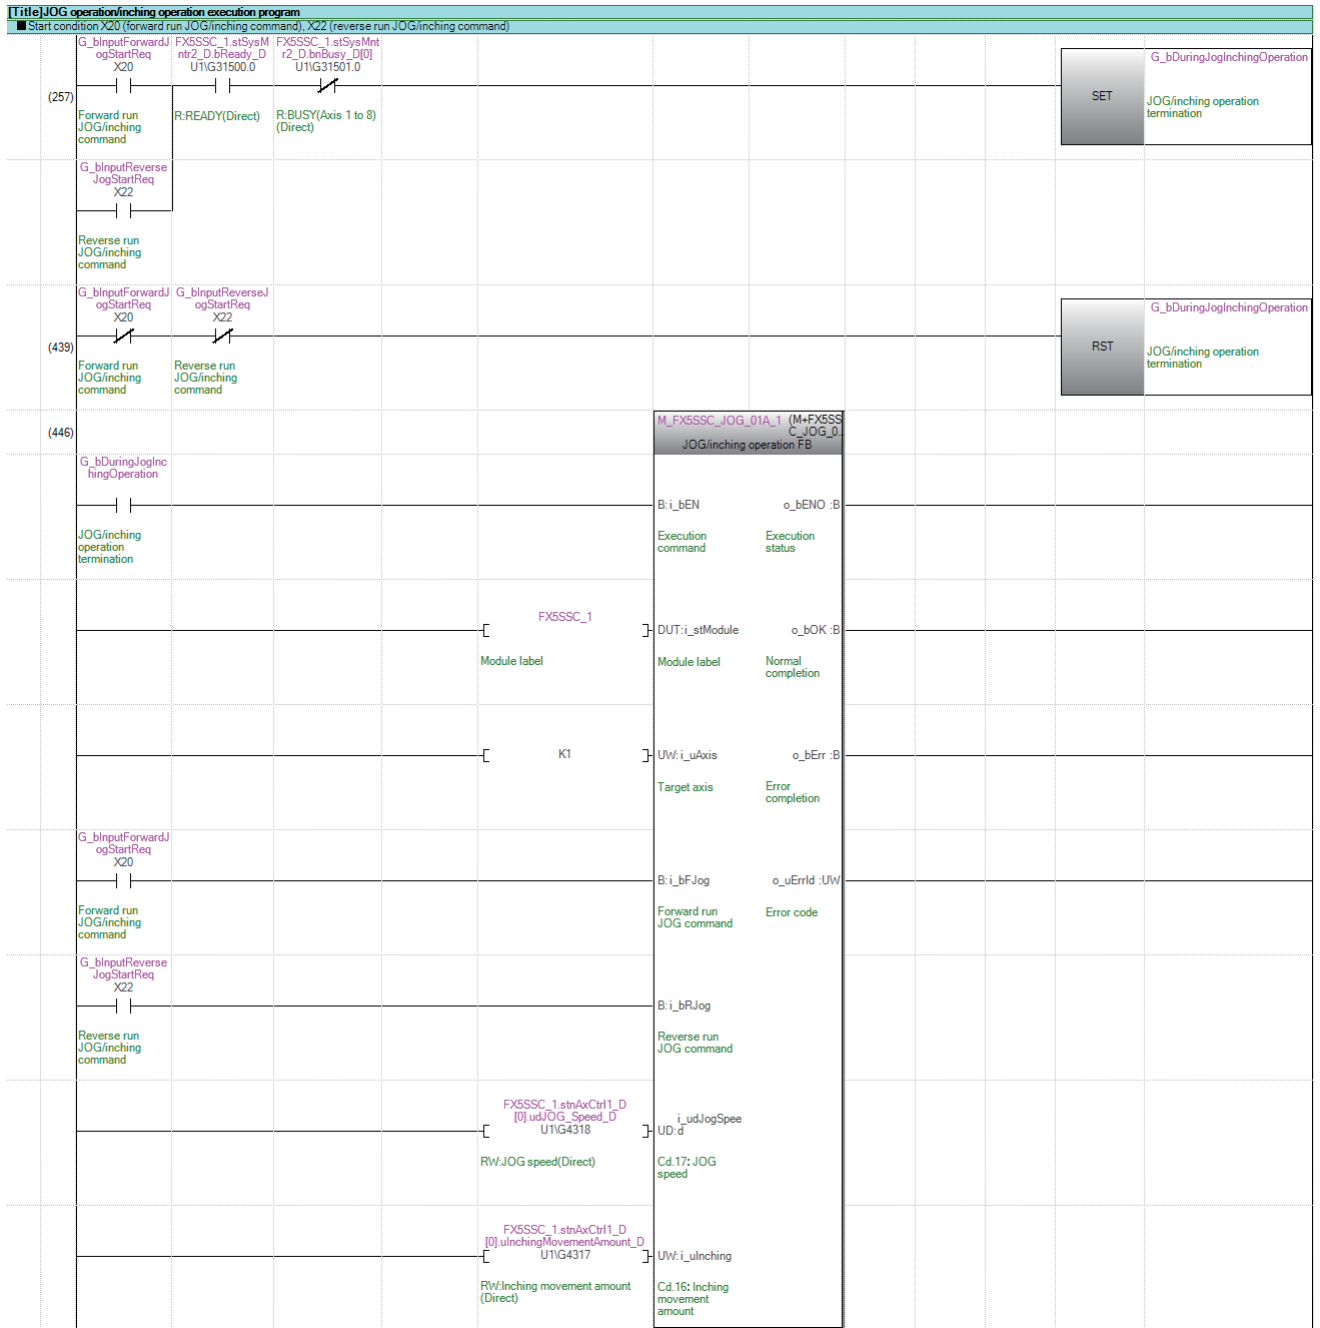 [Title]JOG operation/inching operation execution program
■Start condition X20 (forward run JOG/inching command), X22 (reverse run JOG/inching command)
G_bInputForwardJ
ogStartReq
X20
FX5SSC_1.stSysM
ntr2_D.bReady_D
U1\G31500.0
FX5SSC_1.stSysMnt
r2_D.bnBusy_D[0]
U1\G31501.0
G_bDuringJogInchingOperation
(257)
SET
Forward run
JOG/inching
command
R:READY(Direct)
R:BUSY(Axis 1 to 8)
(Direct)
JOG/inching operation
termination
G_bInputReverse
JogStartReq
X22
Reverse run
JOG/inching
command
G_bInputForwardJ
ogStartReq
X20
G_bInputReverseJ
ogStartReq
X22
G_bDuringJogInchingOperation
(439)
RST
Forward run
JOG/inching
command
Reverse run
JOG/inching
command
JOG/inching operation
termination
(446)
M_FX5SSC_JOG_01A_1 (M+FX5SS
C_JOG_0..
JOG/inching operation FB
G_bDuringJogInc
hingOperation
B:i_bEN
o_bENO :B
JOG/inching
operation
termination
Execution
command
Execution
status
FX5SSC_1
DUT:i_stModule
o_bOK :B
Module label
Module label
Normal
completion
K1
UW:i_uAxis
o_bErr :B
Target axis
Error
completion
G_bInputForwardJ
ogStartReq
X20
B:i_bFJog
o_uErrId :UW
Forward run
JOG/inching
command
Forward run
JOG command
Error code
G_bInputReverse
JogStartReq
X22
B:i_bRJog
Reverse run
JOG/inching
command
Reverse run
JOG command
FX5SSC_1.stnAxCtrl1_D
[0].udJOG_Speed_D
U1\G4318
i_udJogSpee
UD:d
RW:JOG speed(Direct)
Cd.17: JOG
speed
FX5SSC_1.stnAxCtrl1_D
[0].uInchingMovementAmount_D
U1\G4317
UW:i_uInching
RW:Inching movement amount
(Direct)
Cd.16: Inching
movement
amount